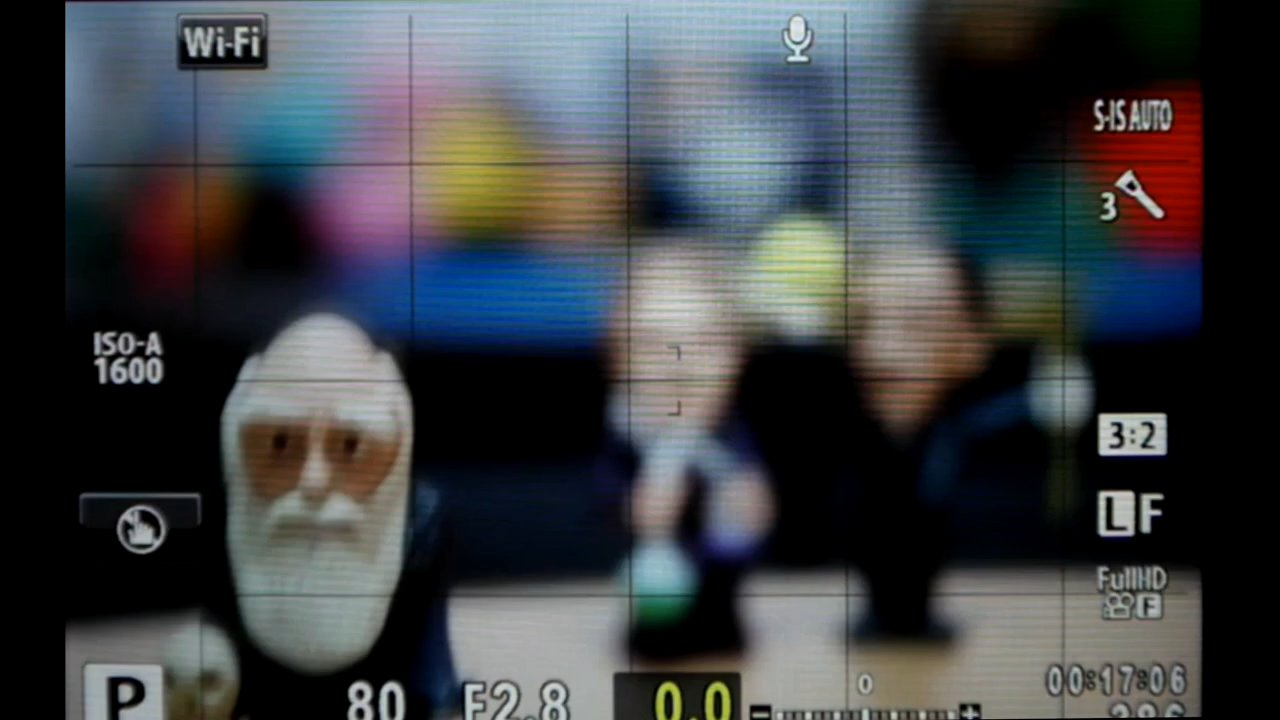 Wi-Fi
S-IS AUTO
3
ISO-A
1600
3:2
L F
FullHD
F
P 80 F2.8 0.0 0
00:17:06
286